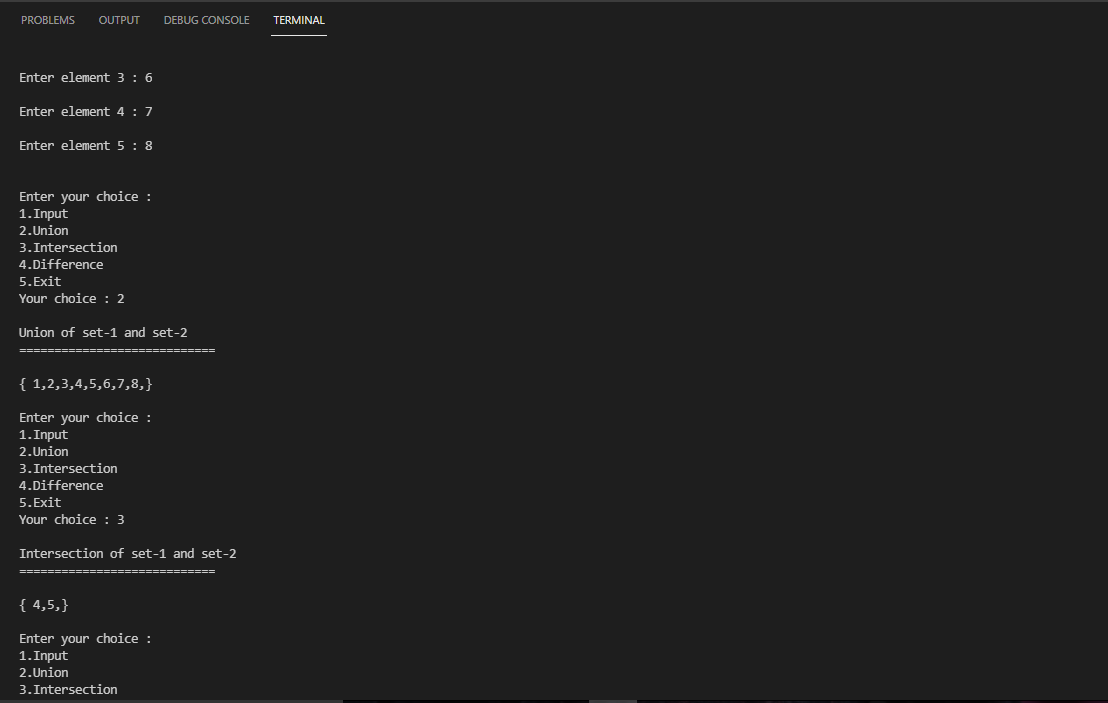 PROBLEMS OUTPUT DEBUG CONSOLE TERMINAL
Enter element 3 : 6
Enter element 4 : 7
Enter element 5 : 8
Enter your choice :
1.Input
2.Union
3.Intersection
4.Difference
5.Exit
Your choice : 2
Union of set-1 and set-2
============================
{ 1,2,3,4,5,6,7,8,}
Enter your choice :
1.Input
2.Union
3.Intersection
4.Difference
5.Exit
Your choice : 3
Intersection of set-1 and set-2
============================
{ 4,5,}
Enter your choice :
1.Input
2.Union
3.Intersection